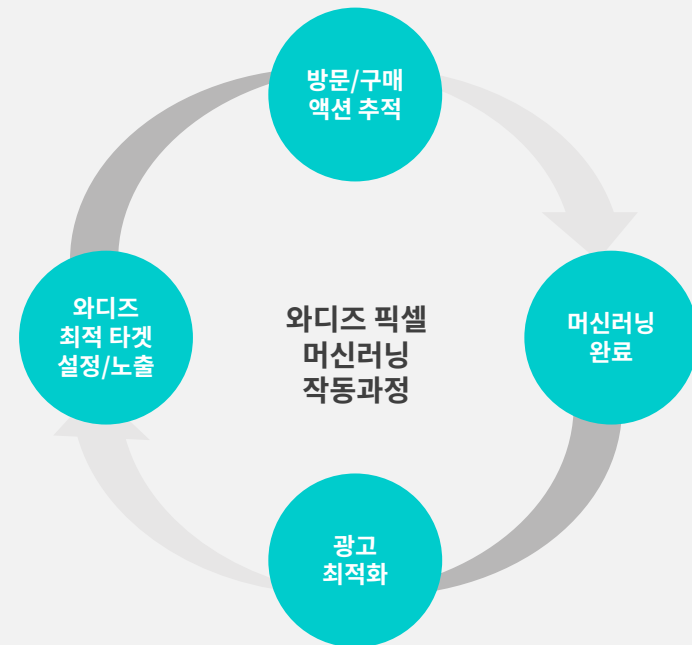 방문/구매
액션 추적
와디즈
최적 타겟
설정/노출
와디즈 픽셀
머신러닝
작동과정
머신러닝
완료
광고
최적화